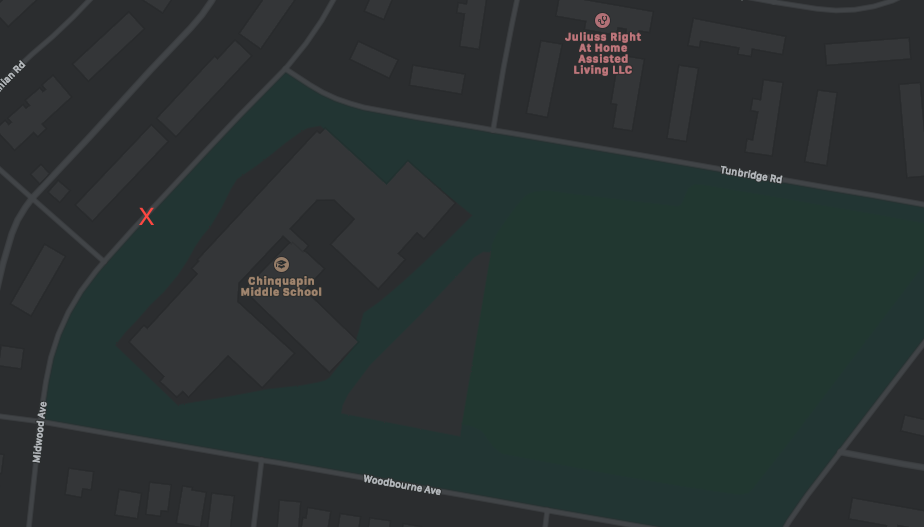 Juliuss Right
At Home
Assisted
Living LLC
Tunbridge Rd
X
Chinquapin
Middle School
Midwood Ave
Woodbourne Ave